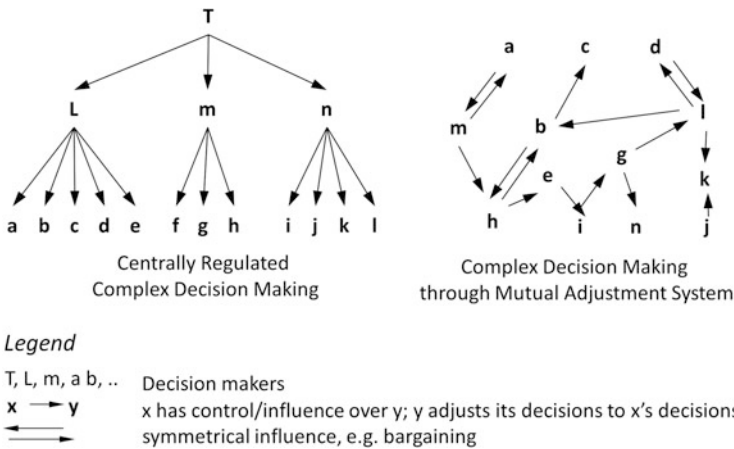 T
L m n
a b c d e f g h i j k l
Centrally Regulated
Complex Decision Making
a c d
m b l
e g k
h i n j
Complex Decision Making
through Mutual Adjustment System
Legend
T, L, m, a b, .. Decision makers
x y x has control/influence over y; y adjusts its decisions to x's decisions
symmetrical influence, e.g. bargaining